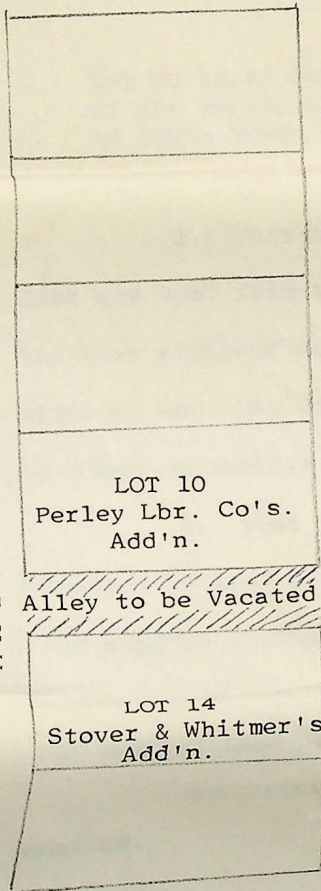 LOT 10
Perley Lbr. Co's.
Add'n.
Alley to be Vacated
LOT 14
Stover & Whitmer's
Add'n.